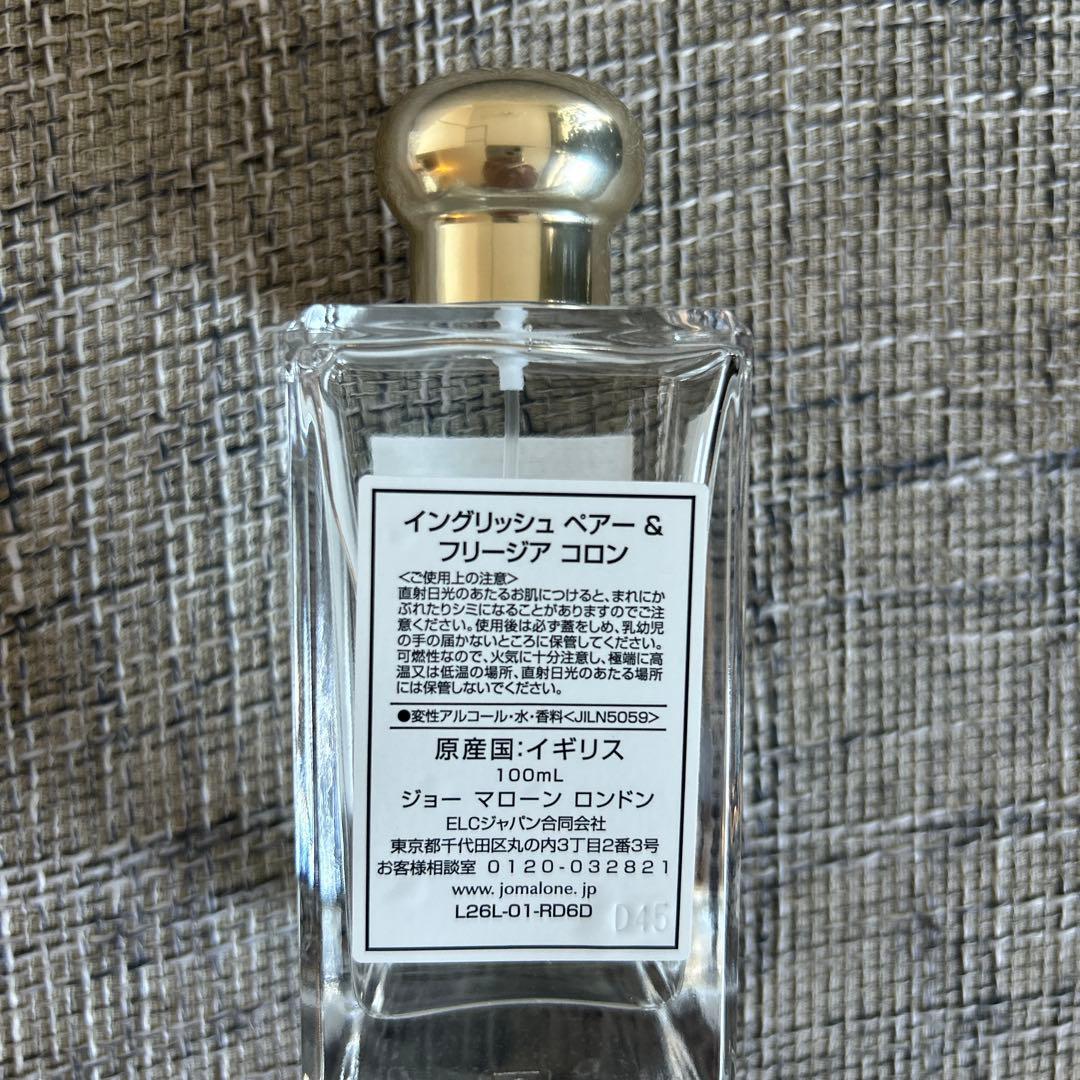 イングリッシュ ペアー &
フリージア コロン
<ご使用上の注意>
直射日光のあたるお肌につけると、まれにか
ぶれたりシミになることがありますのでご注
意ください。使用後は必ず蓋をしめ、乳幼児
の手の届かないところに保管してください。
可燃性なので、火気に十分注意し、極端に高
温又は低温の場所、直射日光のあたる場所
には保管しないでください。
●変性アルコール・水・香料<JILN5059>
原産国:イギリス
100mL
ジョー マローン ロンドン
ELCジャパン合同会社
東京都千代田区丸の内3丁目2番3号
お客様相談室 0120-032821
www. jomalone. jp
L26L-01-RD6D
D45